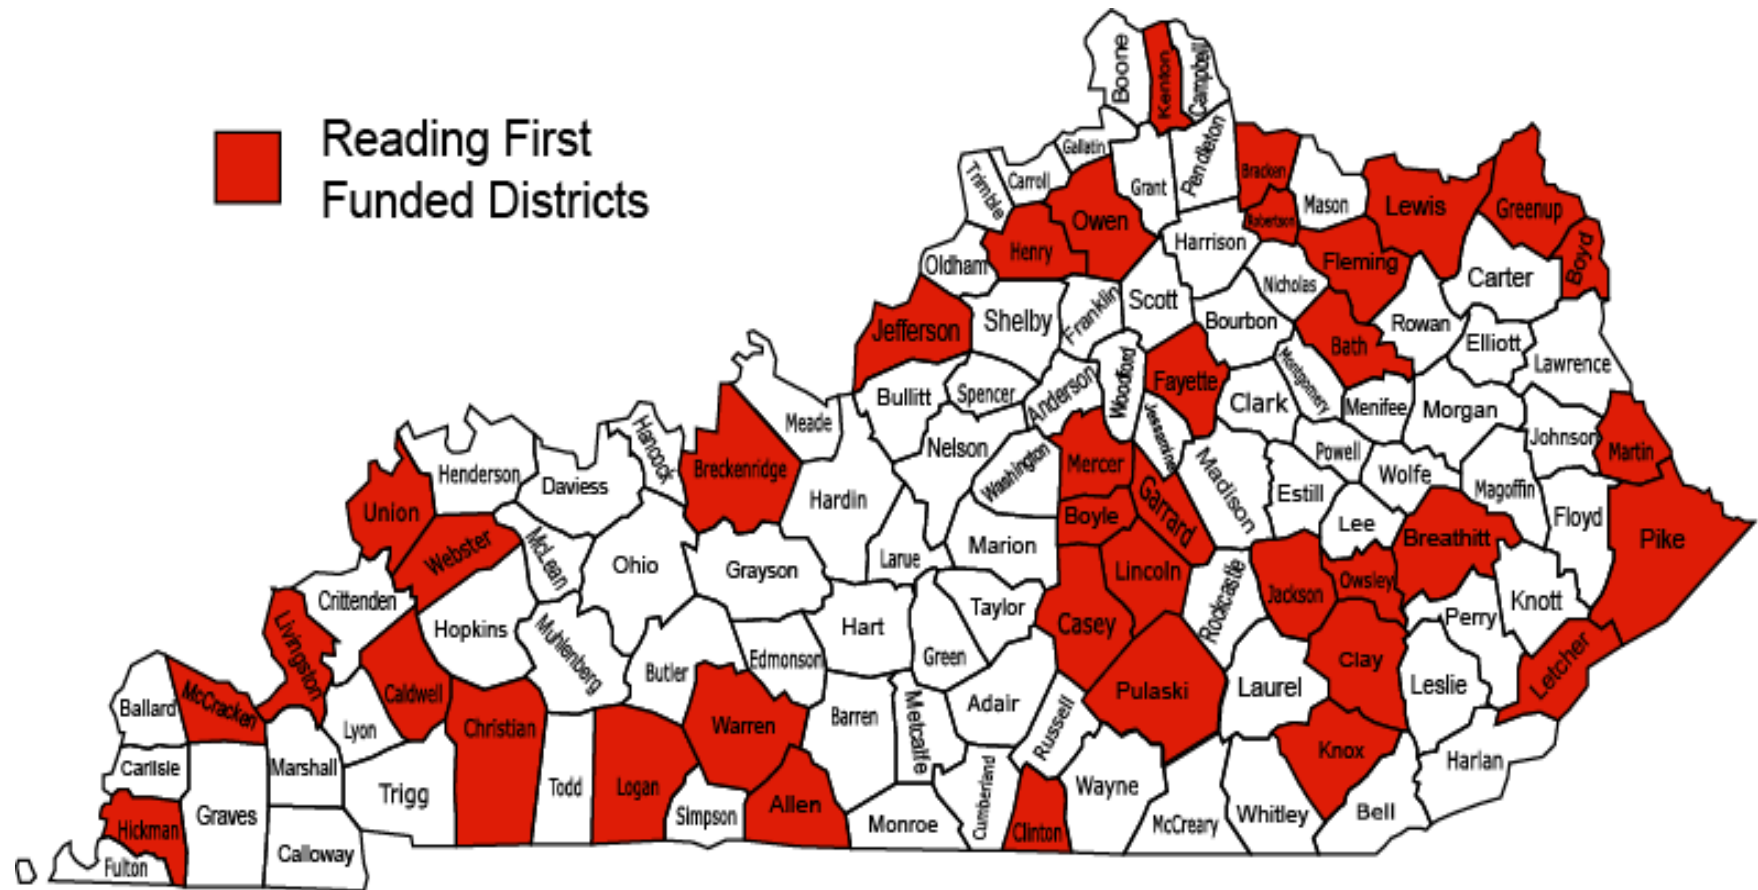 Reading First
Funded Districts
Boone
Kenton
Campbell
Gallatin
Carroll
Trimble
Grant
Pendleton
Bracken
Robertson
Mason
Lewis
Greenup
Boyd
Owen
Henry
Oldham
Harrison
Fleming
Nicholas
Carter
Jefferson
Shelby
Franklin
Scott
Bourbon
Bath
Rowan
Elliott
Lawrence
Bullitt
Spencer
Anderson
Woodford
Fayette
Clark
Montgomery
Menifee
Morgan
Johnson
Martin
Meade
Hancock
Breckenridge
Nelson
Washington
Mercer
Jessamine
Madison
Powell
Wolfe
Magoffin
Henderson
Daviess
Hardin
Union
Webster
McLean
Ohio
Grayson
Larue
Marion
Boyle
Garrard
Estill
Lee
Breathitt
Floyd
Pike
Crittenden
Hopkins
Muhlenberg
Butler
Edmonson
Hart
Green
Taylor
Casey
Lincoln
Rockcastle
Jackson
Owsley
Perry
Knott
Letcher
Livingston
Caldwell
Christian
Ballard
McCracken
Lyon
Warren
Barren
Metcalfe
Adair
Russell
Pulaski
Laurel
Clay
Leslie
Harlan
Carlisle
Marshall
Trigg
Todd
Logan
Simpson
Allen
Monroe
Cumberland
Clinton
Wayne
McCreary
Whitley
Knox
Bell
Hickman
Graves
Calloway
Fulton